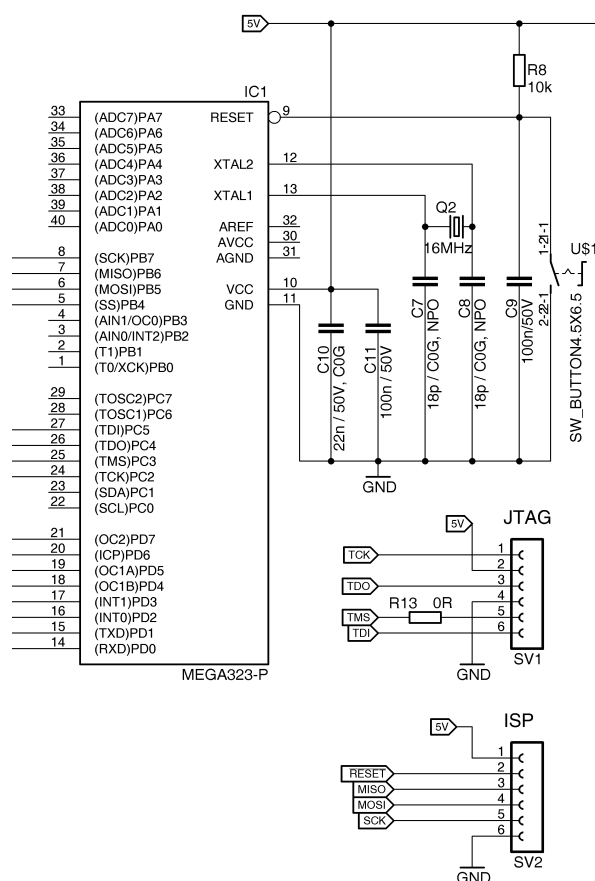 5V
R8
10k
IC1
33 (ADC7)PA7 RESET 9
34 (ADC6)PA6
35 (ADC5)PA5
36 (ADC4)PA4 XTAL2 12
37 (ADC3)PA3
38 (ADC2)PA2 XTAL1 13
39 (ADC1)PA1
40 (ADC0)PA0 AREF 32
AVCC 30
8 (SCK)PB7 AGND 31
7 (MISO)PB6
6 (MOSI)PB5 VCC 10
5 (SS)PB4 GND 11
4 (AIN1/OC0)PB3
3 (AIN0/INT2)PB2
2 (T1)PB1
1 (T0/XCK)PB0
29 (TOSC2)PC7
28 (TOSC1)PC6
27 (TDI)PC5
26 (TDO)PC4
25 (TMS)PC3
24 (TCK)PC2
23 (SDA)PC1
22 (SCL)PC0
21 (OC2)PD7
20 (ICP)PD6
19 (OC1A)PD5
18 (OC1B)PD4
17 (INT1)PD3
16 (INT0)PD2
15 (TXD)PD1
14 (RXD)PD0
MEGA323-P
Q2
16MHz
C10
22n / 50V, C0G
C11
100n / 50V
C7
18p / C0G, NPO
C8
18p / C0G, NPO
C9
100n/50V
U$1
SW_BUTTON4.5X6.5
GND
JTAG
5V
TCK 1
2
TDO 3
4
R13 0R
TMS 5
TDI 6
GND
SV1
ISP
5V
1
RESET 2
MISO 3
MOSI 4
SCK 5
6
GND
SV2